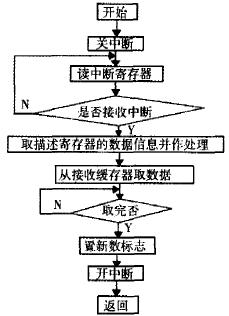 开始
关中断
读中断寄存器
是否接收中断
N
Y
取描述寄存器的数据信息并作处理
从接收缓存器取数据
取完否
N
Y
置新数标志
开中断
返回